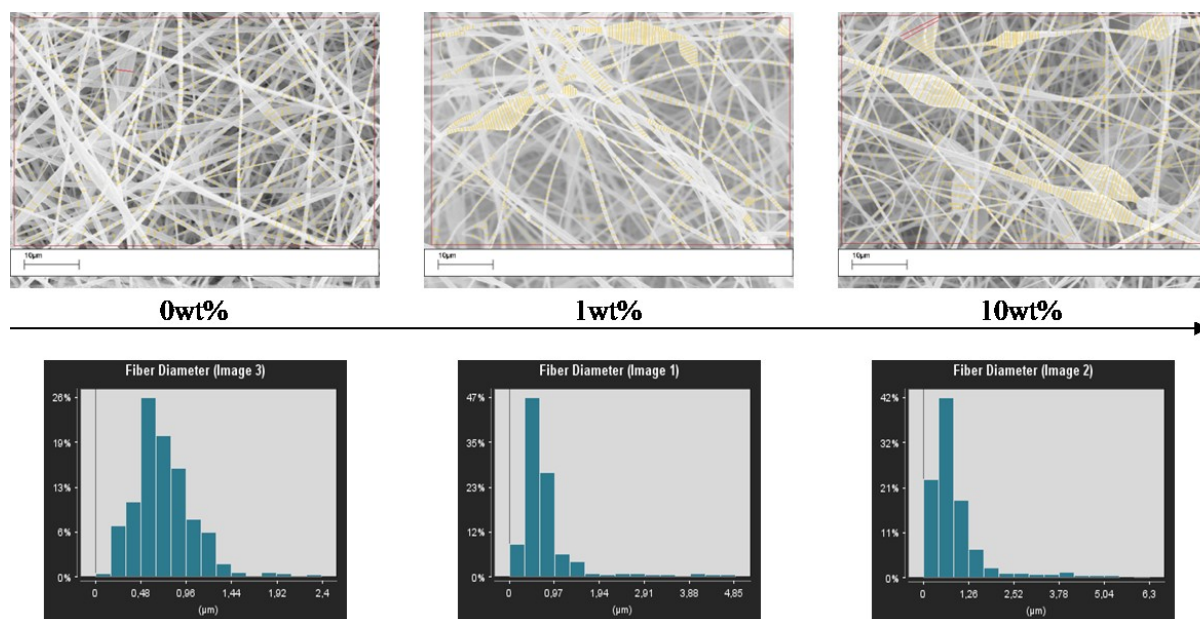 10µm
10µm
10µm
0wt%
1wt%
10wt%
Fiber Diameter (Image 3)
26%
19%
13%
6%
0%
0
0,48
0,96
1,44
1,92
2,4
(µm)
Fiber Diameter (Image 1)
47%
35%
23%
12%
0%
0
0,97
1,94
2,91
3,88
4,85
(µm)
Fiber Diameter (Image 2)
42%
32%
21%
11%
0%
0
1,26
2,52
3,78
5,04
6,3
(µm)